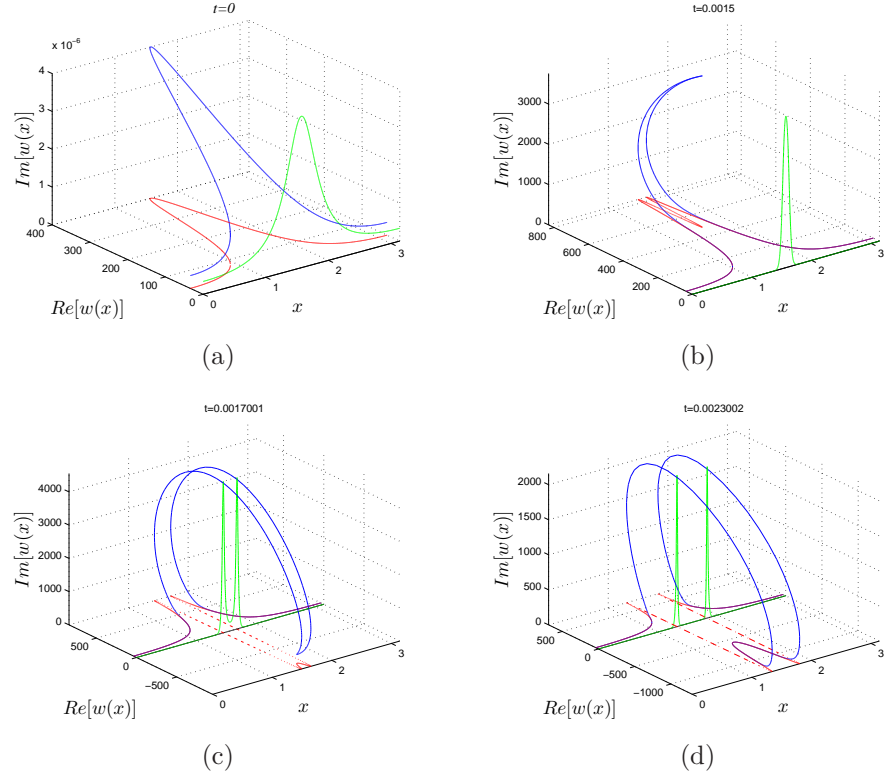 t=0
x 10⁻⁶
4
3
2
1
0
400
300
200
100
0
0
1
2
3
Im[w(x)]
Re[w(x)]
x
(a)
t=0.0015
3000
2000
1000
0
800
600
400
200
0
0
1
2
3
Im[w(x)]
Re[w(x)]
x
(b)
t=0.0017001
4000
3000
2000
1000
0
500
0
−500
0
1
2
3
Im[w(x)]
Re[w(x)]
x
(c)
t=0.0023002
2000
1500
1000
500
0
500
0
−500
−1000
0
1
2
3
Im[w(x)]
Re[w(x)]
x
(d)